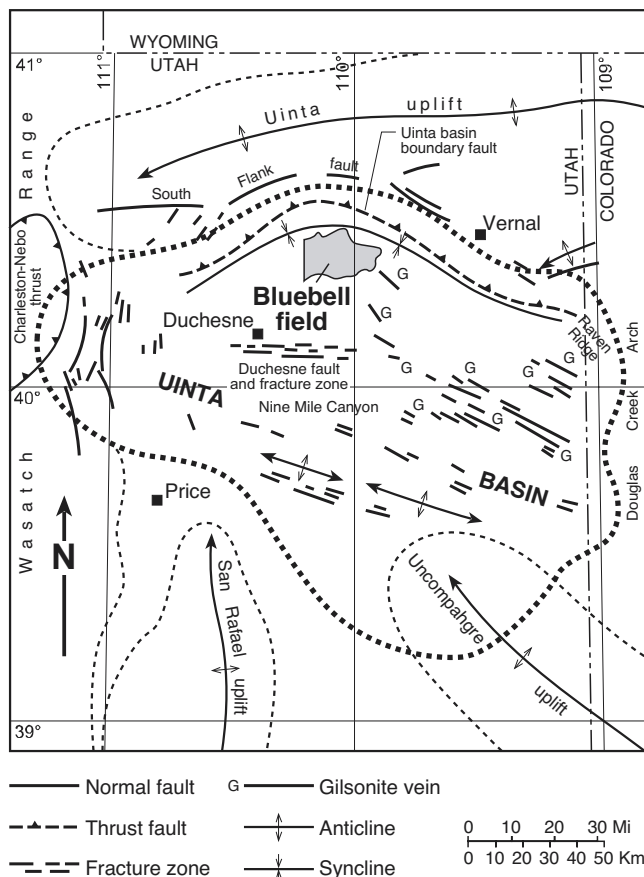 WYOMING
UTAH
41°
111°
110°
109°
Uinta uplift
Uinta basin
boundary fault
South Flank fault
UTAH
COLORADO
Range
Vernal
Charleston-Nebo
thrust
G
Bluebell
field
Duchesne
G
G
Raven
Ridge
Arch
Duchesne fault
and fracture zone
G
G
UINTA
40°
Nine Mile Canyon
G
G
G
G
Creek
BASIN
Douglas
Wasatch
Price
N
San Rafael uplift
Uncompahgre uplift
39°
Normal fault
G Gilsonite vein
Thrust fault
Anticline
Fracture zone
Syncline
0 10 20 30 Mi
0 10 20 30 40 50 Km